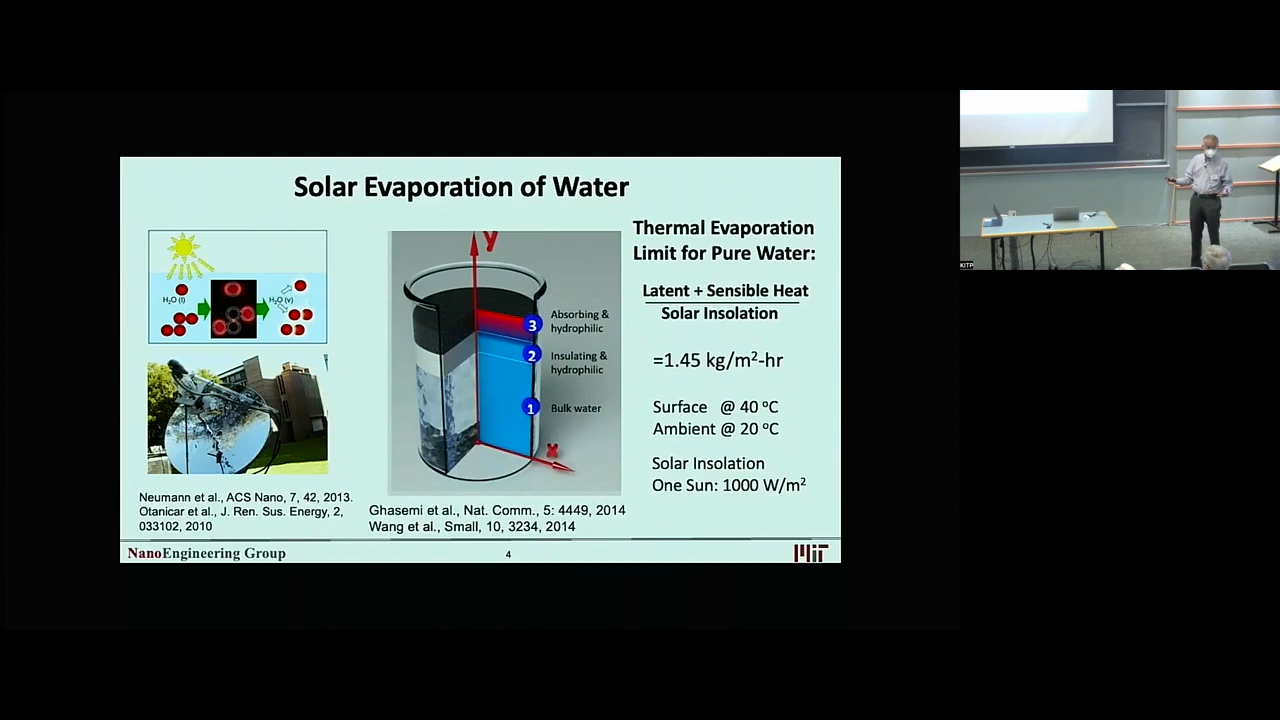 Solar Evaporation of Water
H₂O (l)
H₂O (v)
Neumann et al., ACS Nano, 7, 42, 2013.
Otanicar et al., J. Ren. Sus. Energy, 2,
033102, 2010
y
3
Absorbing &
hydrophilic
2
Insulating &
hydrophilic
1
Bulk water
x
Ghasemi et al., Nat. Comm., 5: 4449, 2014
Wang et al., Small, 10, 3234, 2014
Thermal Evaporation
Limit for Pure Water:
Latent + Sensible Heat
Solar Insolation
=1.45 kg/m²-hr
Surface @ 40 ºC
Ambient @ 20 ºC
Solar Insolation
One Sun: 1000 W/m²
NanoEngineering Group
4
MIT
KITP